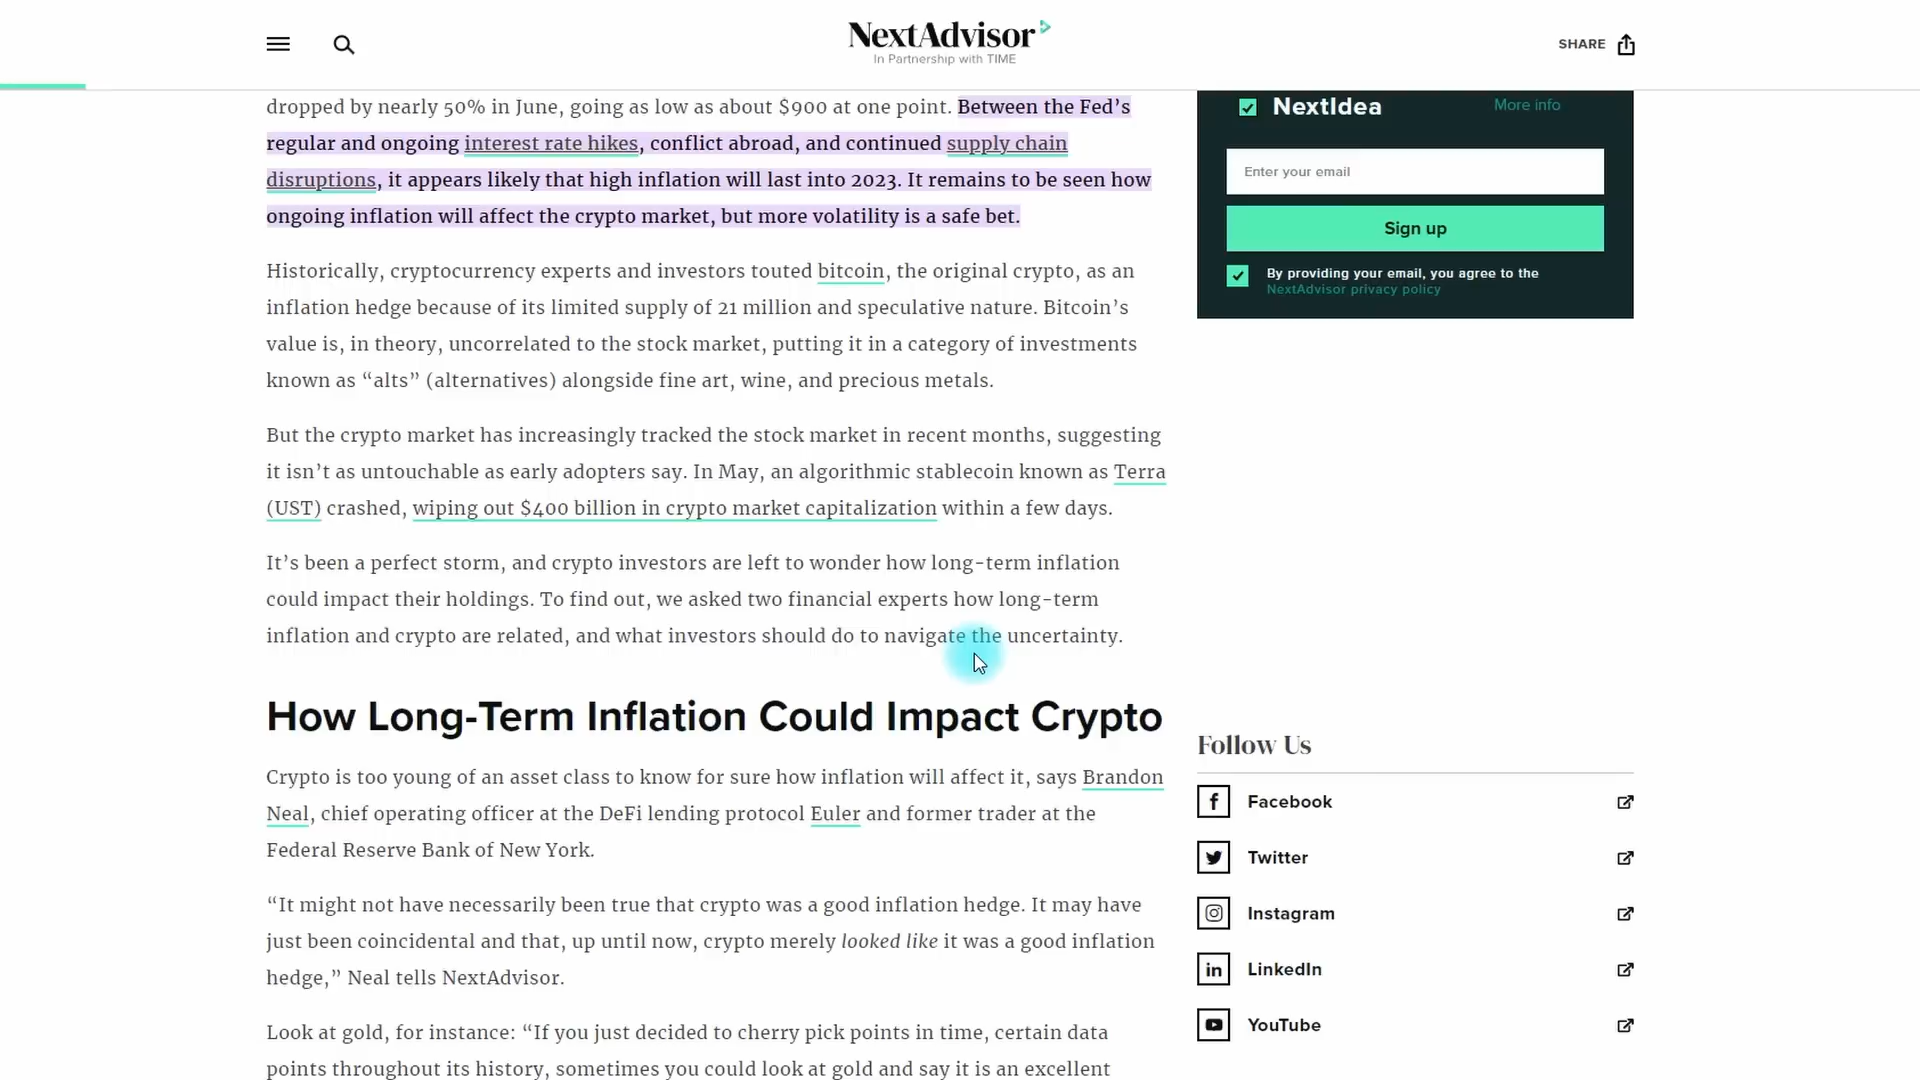 NextAdvisor
In Partnership with TIME
SHARE
dropped by nearly 50% in June, going as low as about $900 at one point. Between the Fed’s
regular and ongoing interest rate hikes, conflict abroad, and continued supply chain
disruptions, it appears likely that high inflation will last into 2023. It remains to be seen how
ongoing inflation will affect the crypto market, but more volatility is a safe bet.
Historically, cryptocurrency experts and investors touted bitcoin, the original crypto, as an
inflation hedge because of its limited supply of 21 million and speculative nature. Bitcoin’s
value is, in theory, uncorrelated to the stock market, putting it in a category of investments
known as “alts” (alternatives) alongside fine art, wine, and precious metals.
But the crypto market has increasingly tracked the stock market in recent months, suggesting
it isn’t as untouchable as early adopters say. In May, an algorithmic stablecoin known as Terra
(UST) crashed, wiping out $400 billion in crypto market capitalization within a few days.
It’s been a perfect storm, and crypto investors are left to wonder how long-term inflation
could impact their holdings. To find out, we asked two financial experts how long-term
inflation and crypto are related, and what investors should do to navigate the uncertainty.
How Long-Term Inflation Could Impact Crypto
Crypto is too young of an asset class to know for sure how inflation will affect it, says Brandon
Neal, chief operating officer at the DeFi lending protocol Euler and former trader at the
Federal Reserve Bank of New York.
“It might not have necessarily been true that crypto was a good inflation hedge. It may have
just been coincidental and that, up until now, crypto merely looked like it was a good inflation
hedge,” Neal tells NextAdvisor.
Look at gold, for instance: “If you just decided to cherry pick points in time, certain data
points throughout its history, sometimes you could look at gold and say it is an excellent
NextIdea
More info
Enter your email
Sign up
By providing your email, you agree to the
NextAdvisor privacy policy
Follow Us
Facebook
Twitter
Instagram
LinkedIn
YouTube